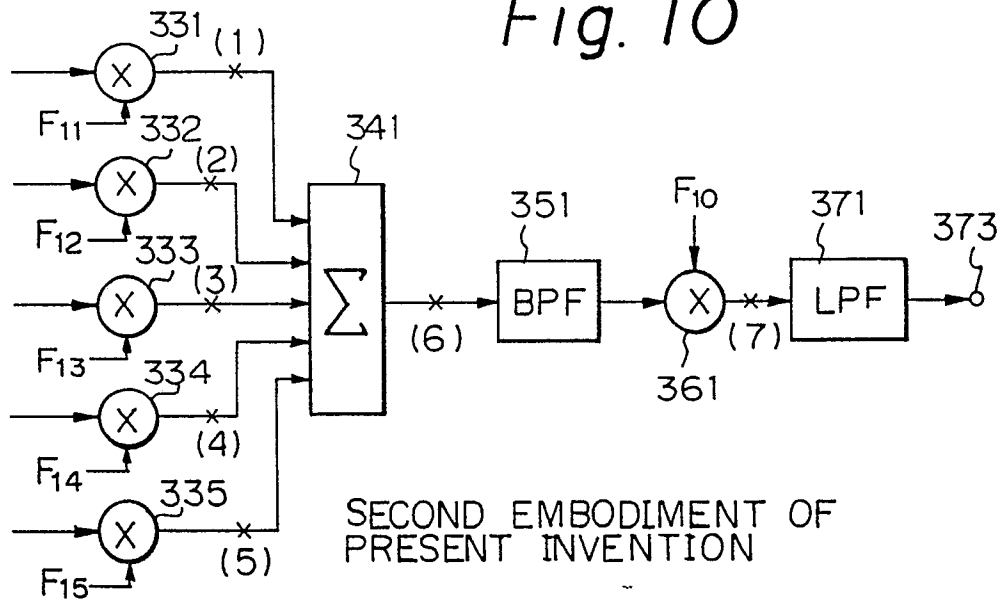 Fig. 10
331
(1)
X
F11
332
(2)
X
F12
333
(3)
X
F13
334
X
(4)
F14
335
X
(5)
F15
341
Σ
(6)
351
BPF
F10
X
361
(7)
371
LPF
373
SECOND EMBODIMENT OF
PRESENT INVENTION